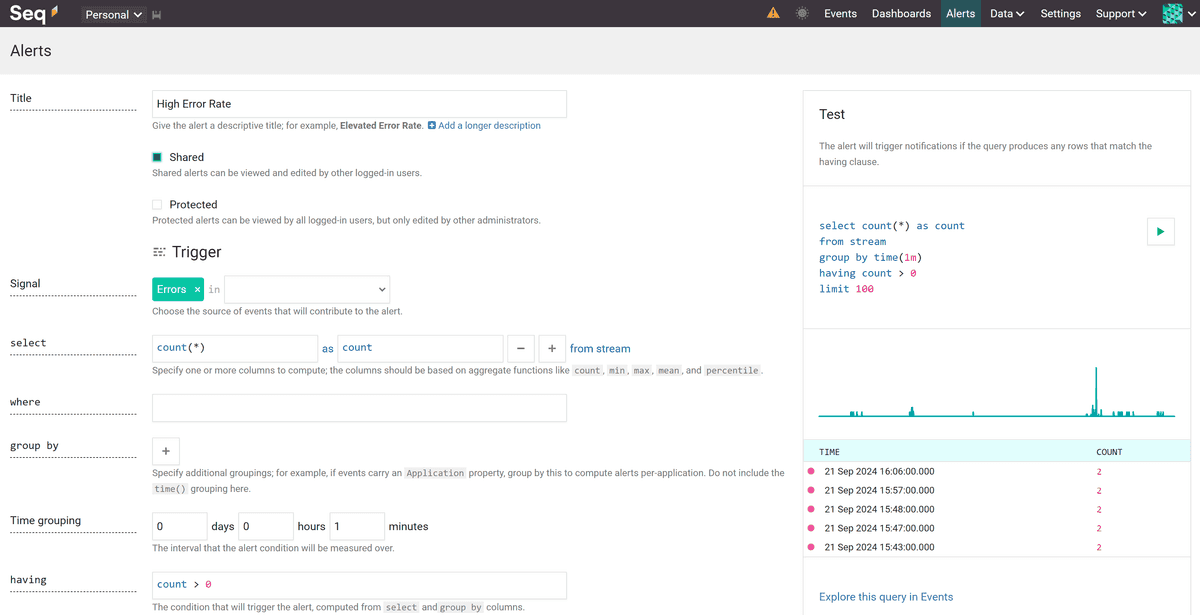 Seq Personal Events Dashboards Alerts Data Settings Support
Alerts
Title
High Error Rate
Give the alert a descriptive title; for example, Elevated Error Rate. Add a longer description
Shared
Shared alerts can be viewed and edited by other logged-in users.
Protected
Protected alerts can be viewed by all logged-in users, but only edited by other administrators.
Trigger
Signal
Errors × in
Choose the source of events that will contribute to the alert.
select
count(*) as count − + from stream
Specify one or more columns to compute; the columns should be based on aggregate functions like count, min, max, mean, and percentile.
where
group by
+
Specify additional groupings; for example, if events carry an Application property, group by this to compute alerts per-application. Do not include the
time() grouping here.
Time grouping
0 days 0 hours 1 minutes
The interval that the alert condition will be measured over.
having
count > 0
The condition that will trigger the alert, computed from select and group by columns.
Test
The alert will trigger notifications if the query produces any rows that match the
having clause.
select count(*) as count
from stream
group by time(1m)
having count > 0
limit 100
TIME COUNT
21 Sep 2024 16:06:00.000 2
21 Sep 2024 15:57:00.000 2
21 Sep 2024 15:48:00.000 2
21 Sep 2024 15:47:00.000 2
21 Sep 2024 15:43:00.000 2
Explore this query in Events